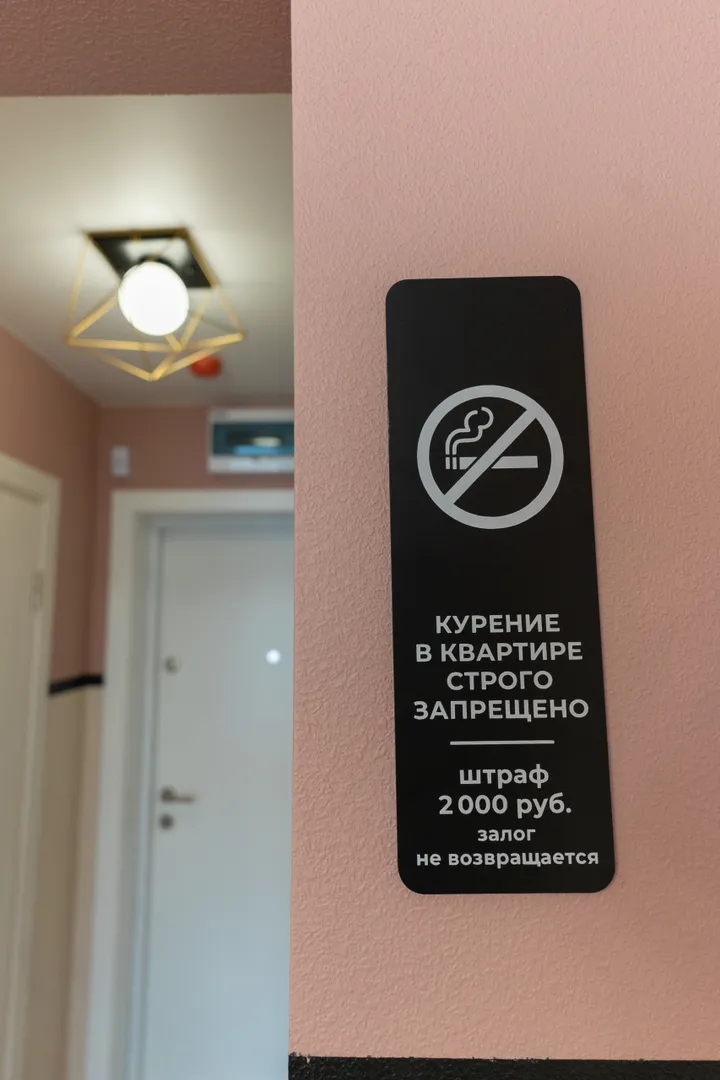 КУРЕНИЕ
В КВАРТИРЕ
СТРОГО
ЗАПРЕЩЕНО
штраф
2 000 руб.
залог
не возвращается